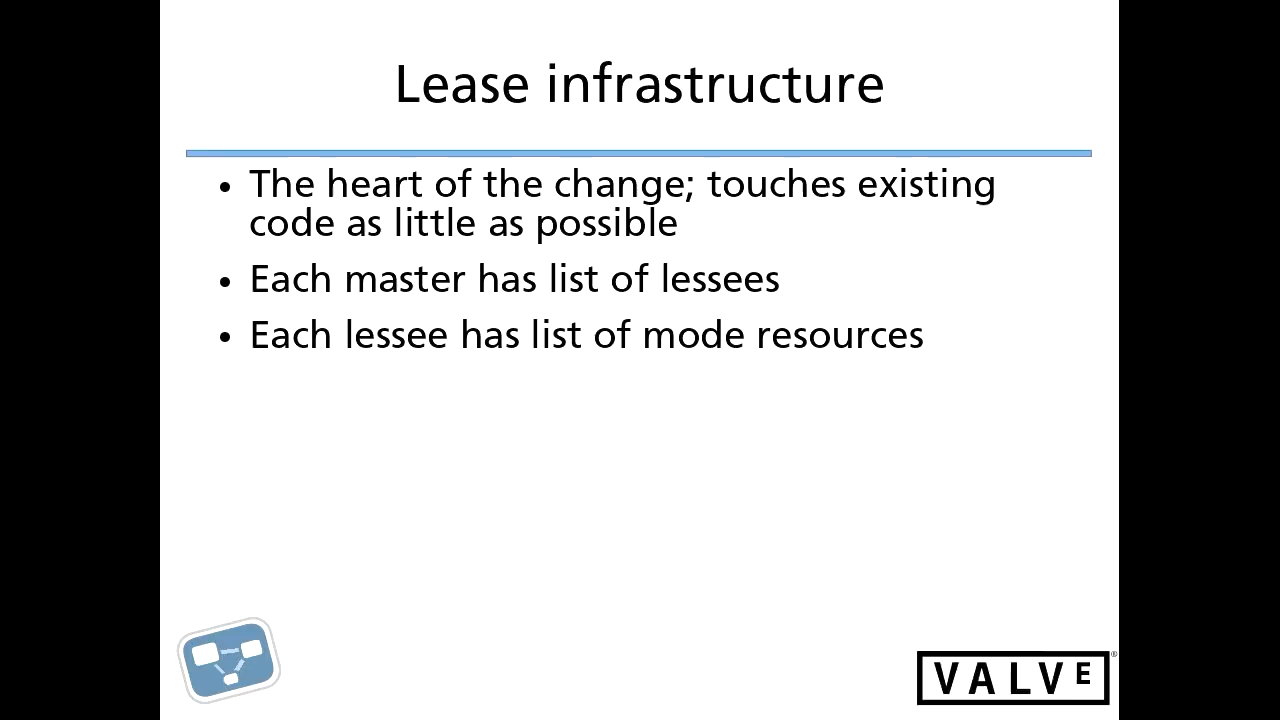 Lease infrastructure
• The heart of the change; touches existing
code as little as possible
• Each master has list of lessees
• Each lessee has list of mode resources
VALVE®